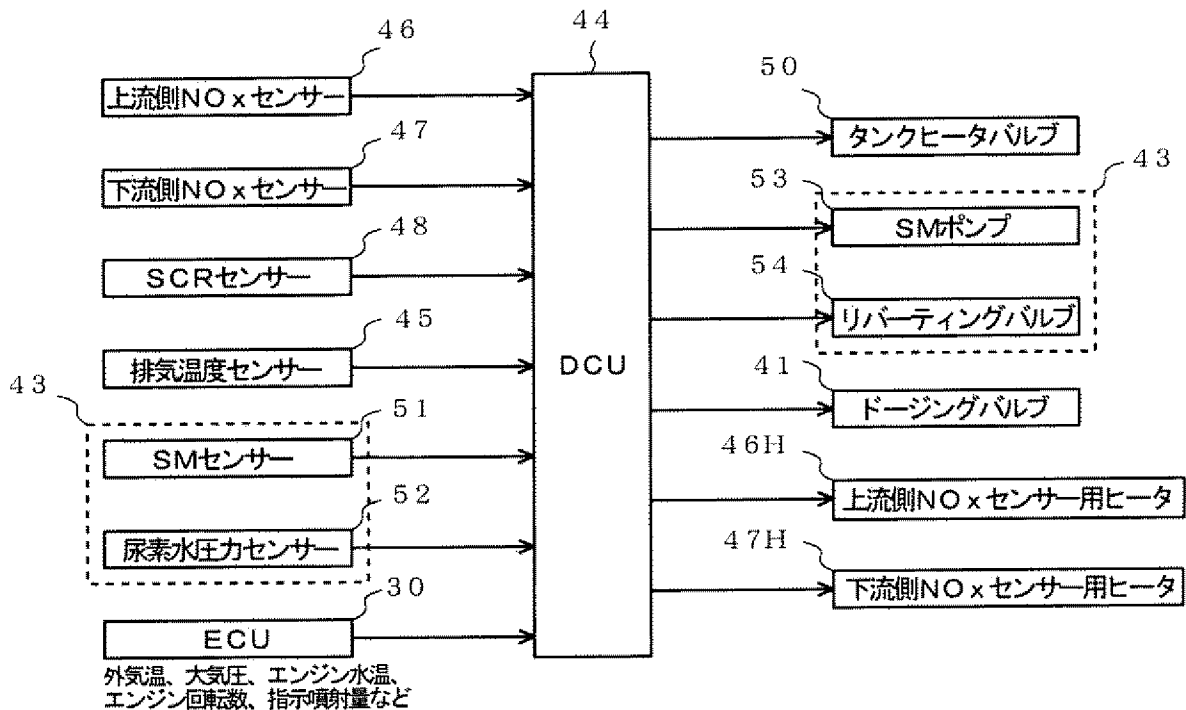 46
上流側NOxセンサー
47
下流側NOxセンサー
48
SCRセンサー
45
排気温度センサー
43
51
SMセンサー
52
尿素水圧力センサー
30
ECU
外気温、大気圧、エンジン水温、
エンジン回転数、指示噴射量など
44
DCU
50
タンクヒータバルブ
43
53
SMポンプ
54
リバーティングバルブ
41
ドージングバルブ
46H
上流側NOxセンサー用ヒータ
47H
下流側NOxセンサー用ヒータ